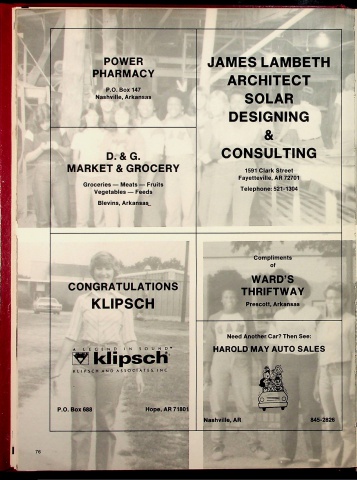 POWER
PHARMACY
P.O. Box 147
Nashville, Arkansas
D. & G.
MARKET & GROCERY
Groceries — Meats — Fruits
Vegetables — Feeds
Blevins, Arkansas
JAMES LAMBETH
ARCHITECT
SOLAR
DESIGNING
&
CONSULTING
1591 Clark Street
Fayetteville, AR 72701
Telephone: 521-1304
CONGRATULATIONS
KLIPSCH
A LEGEND IN SOUND
klipsch
KLIPSCH AND ASSOCIATES, INC.
P.O. Box 688
Hope, AR 71801
Compliments
of
WARD'S
THRIFTWAY
Prescott, Arkansas
Need Another Car? Then See:
HAROLD MAY AUTO SALES
Nashville, AR
845-2826